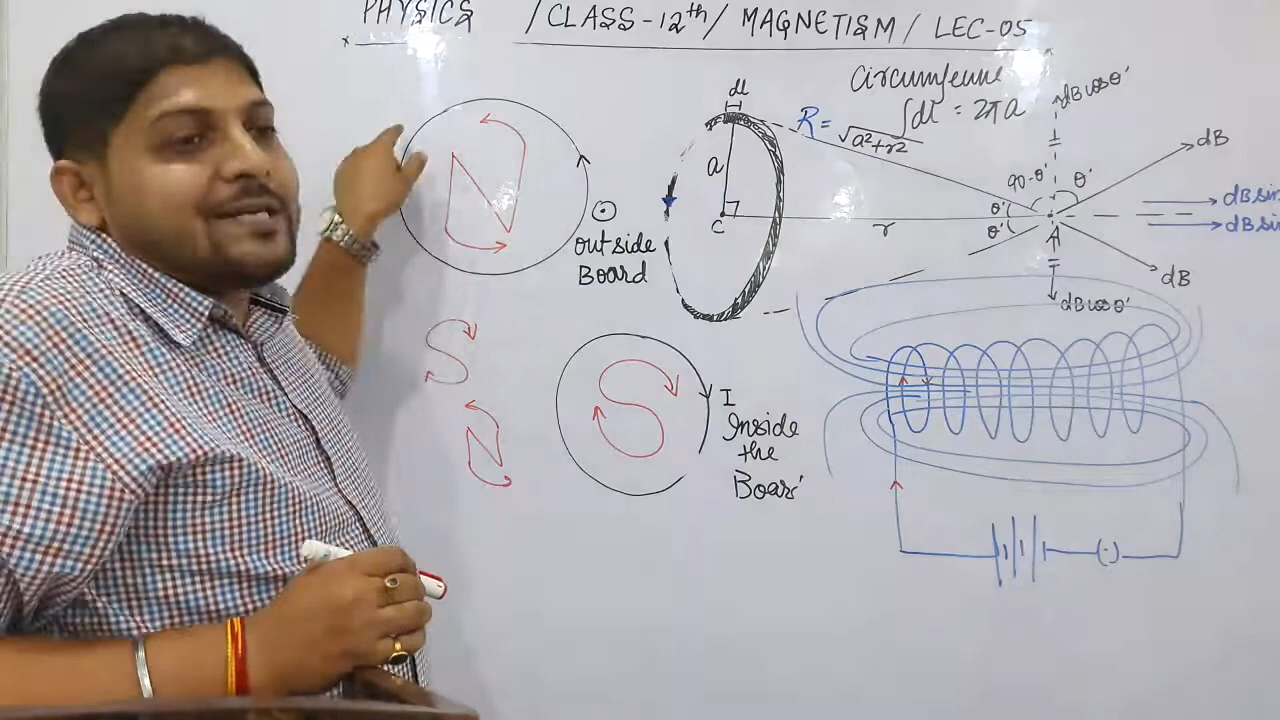 PHYSICS /CLASS-12th/ MAGNETISM / LEC-05
Circumfeune
∫dl = 2πa
dl
R= √a²+r²
a
C
r
90-θ'
θ'
θ'
θ'
A
dBcosθ'
dB
dBsin
dBsin
dB
dBcosθ'
N
outside
Board
S
N
S
I
Inside
the
Boar